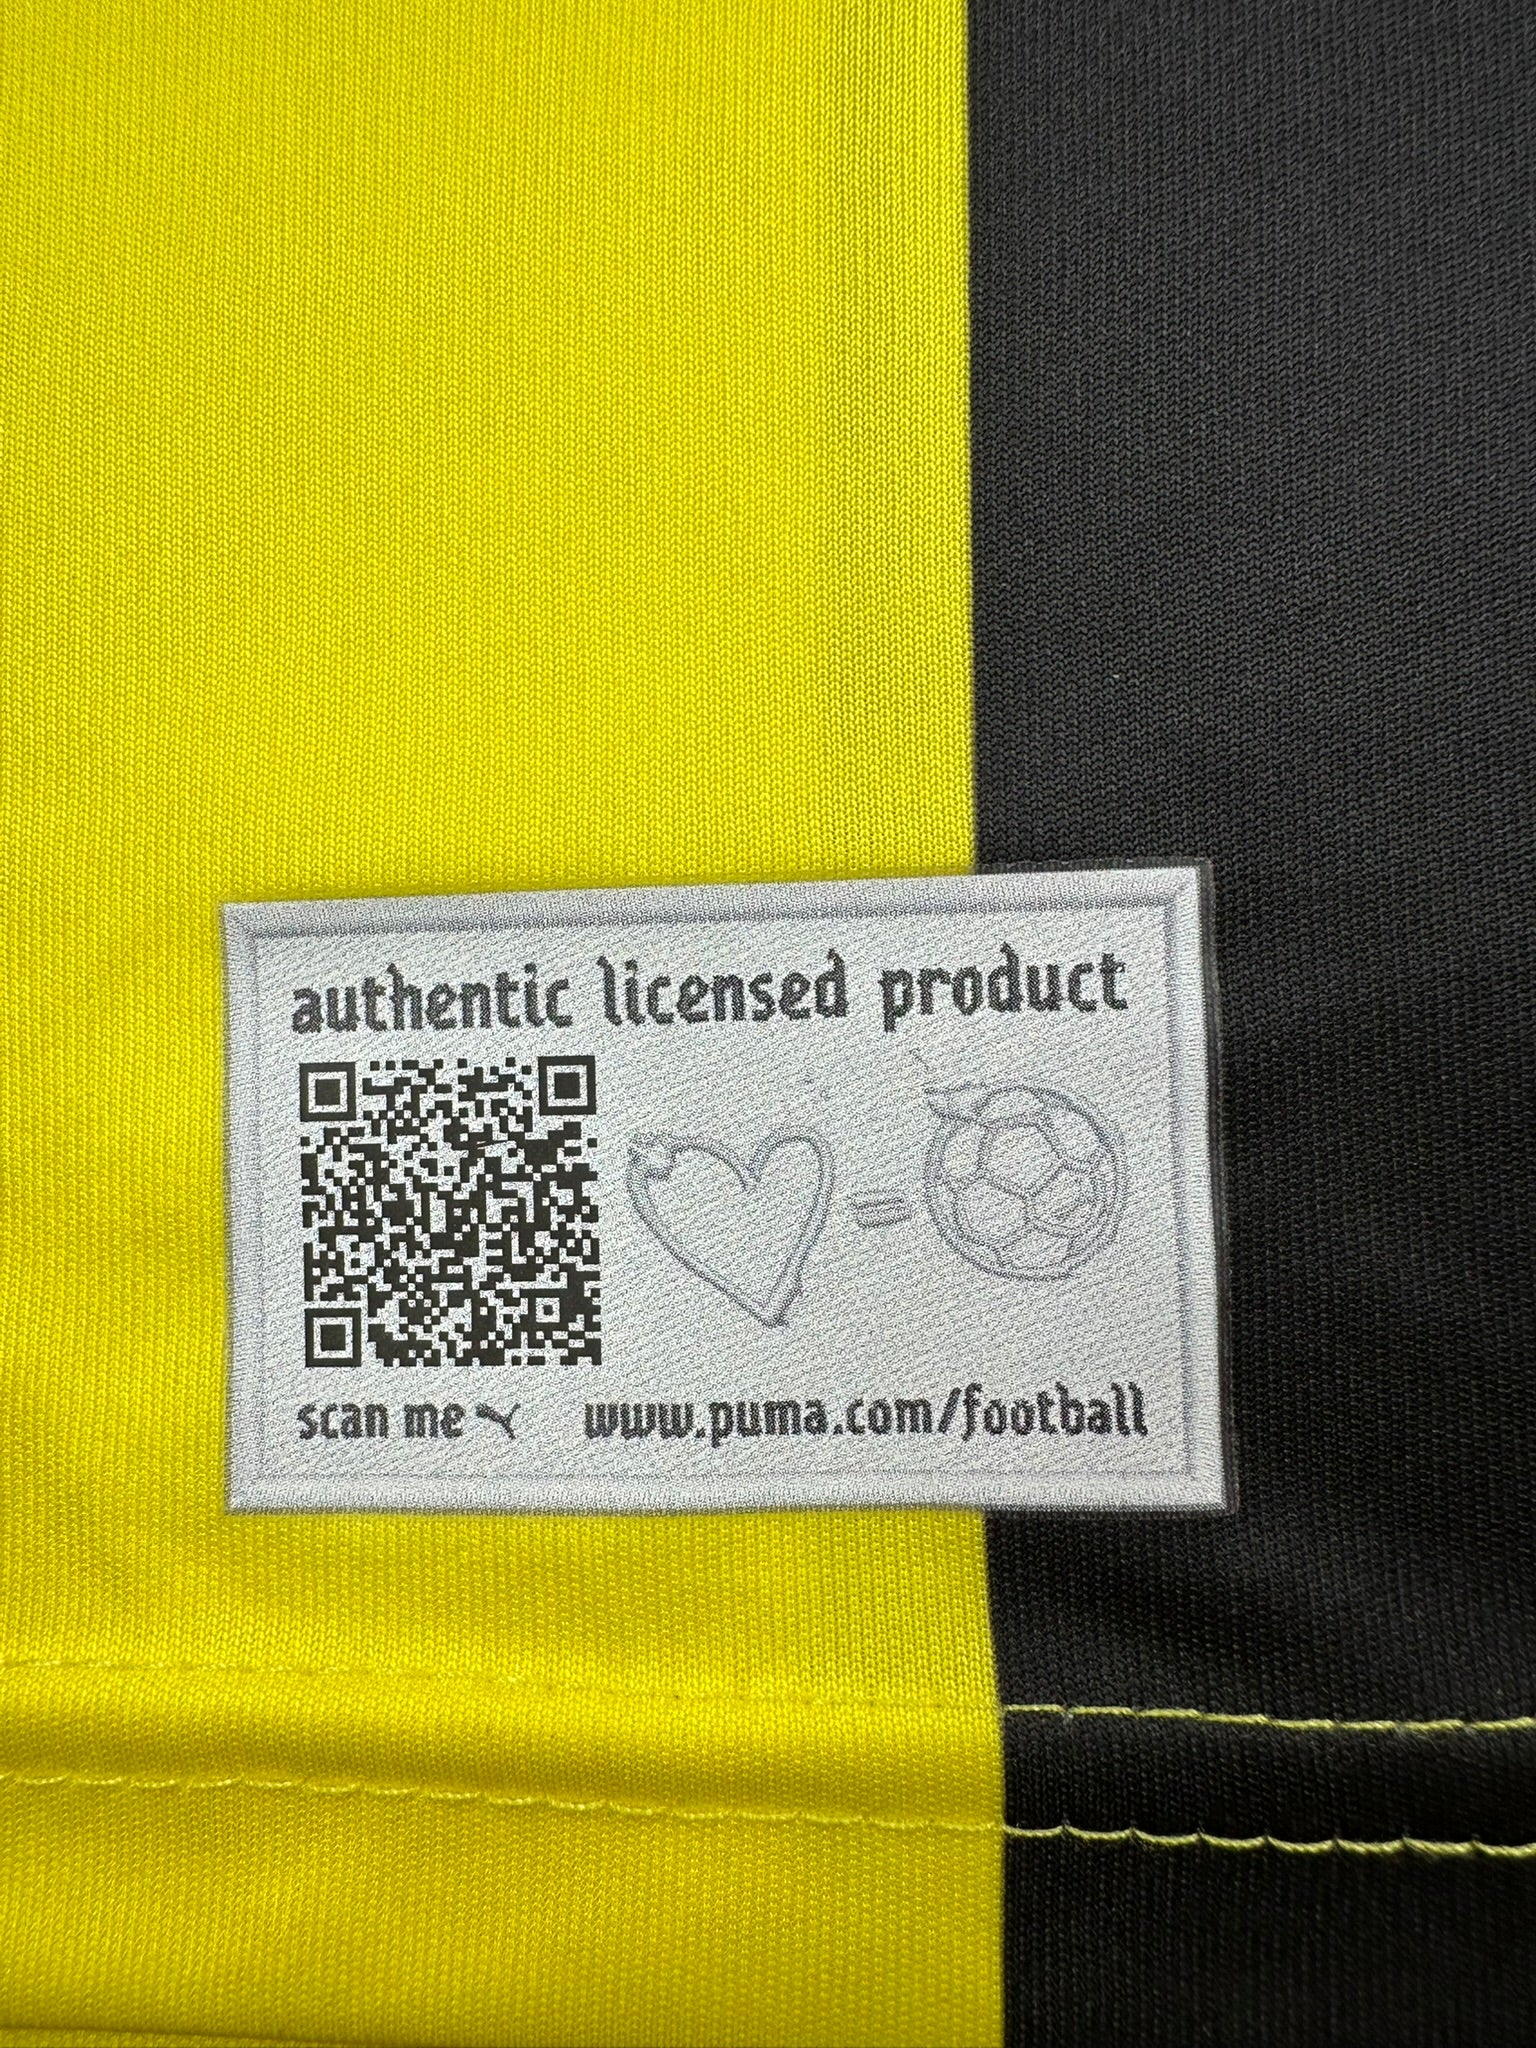 authentic licensed product
=
scan me
www.puma.com/football